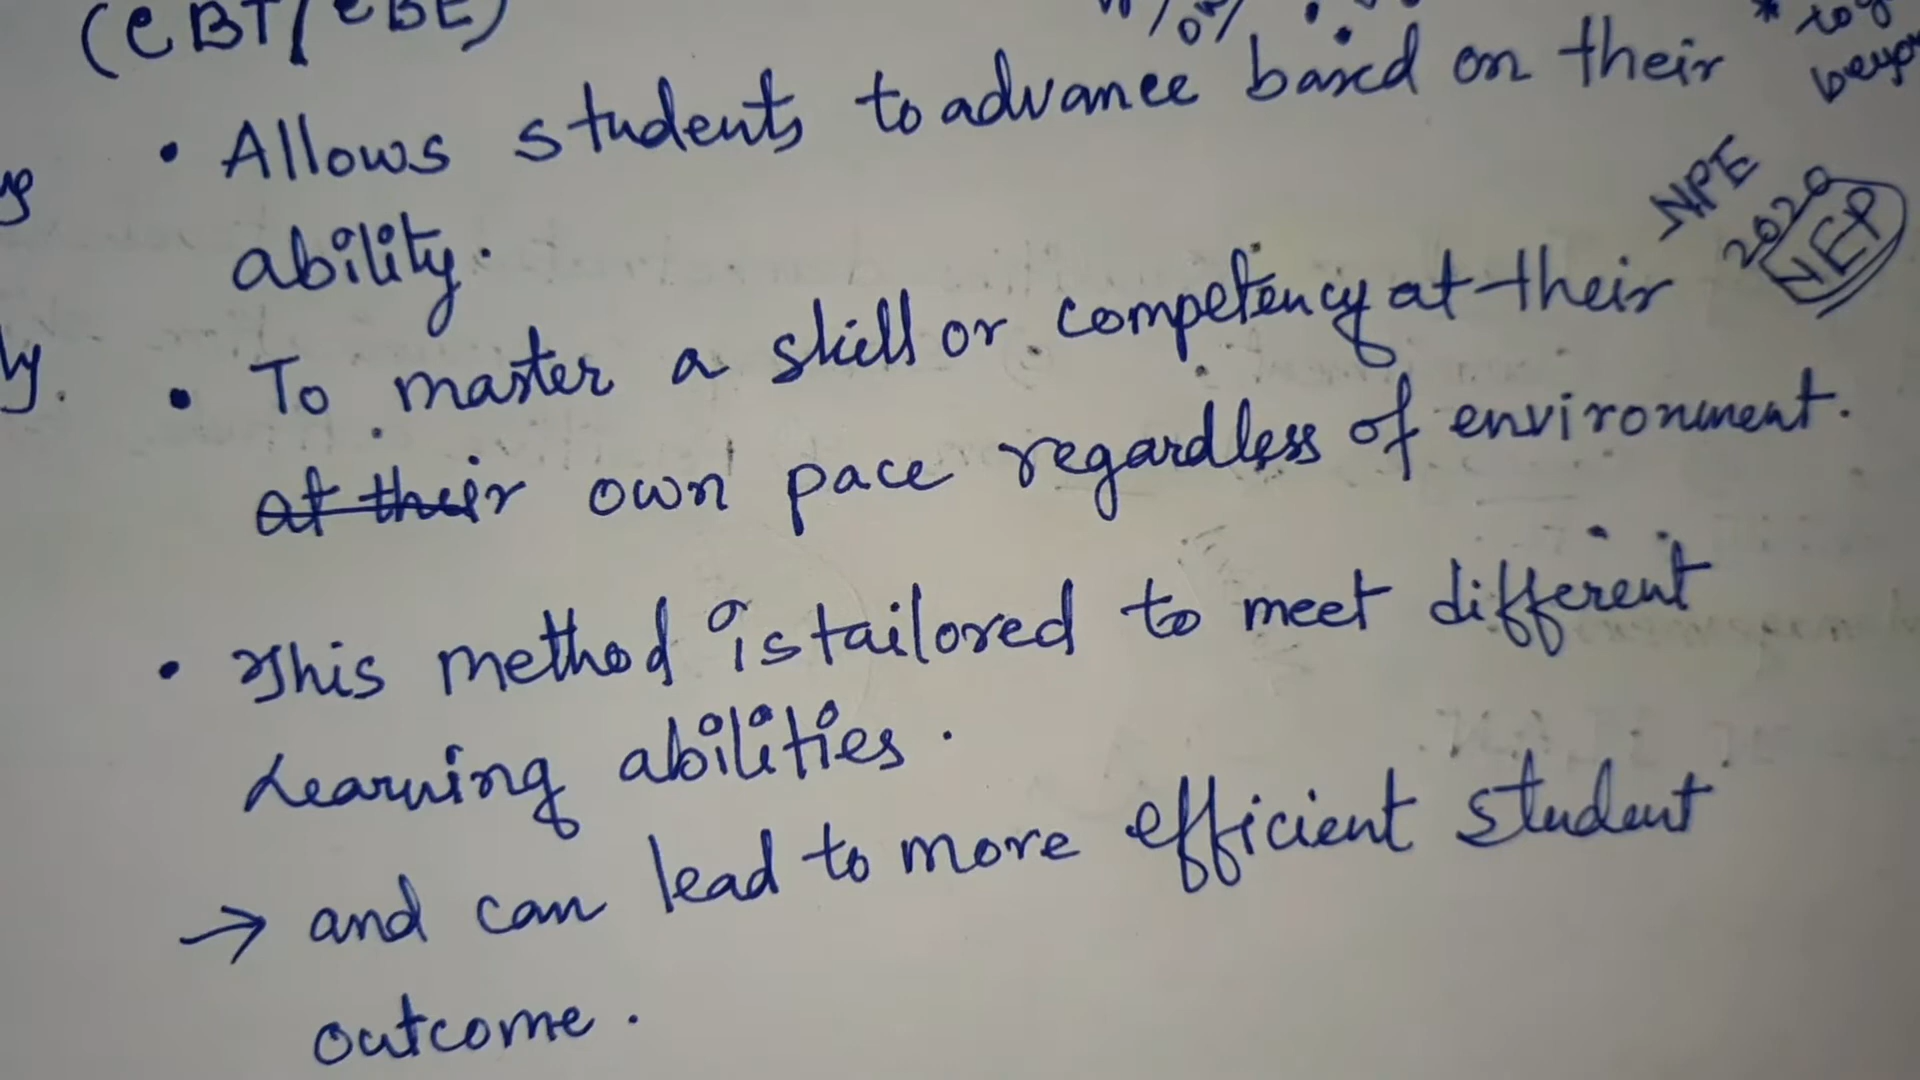 (CBT/CBE)
• Allows students to advance based on their
ability.
• To master a skill or competency at their
at their own pace regardless of environment.
• This method is tailored to meet different
Learning abilities.
→ and can lead to more efficient student
outcome.
NPE
2020
NEP